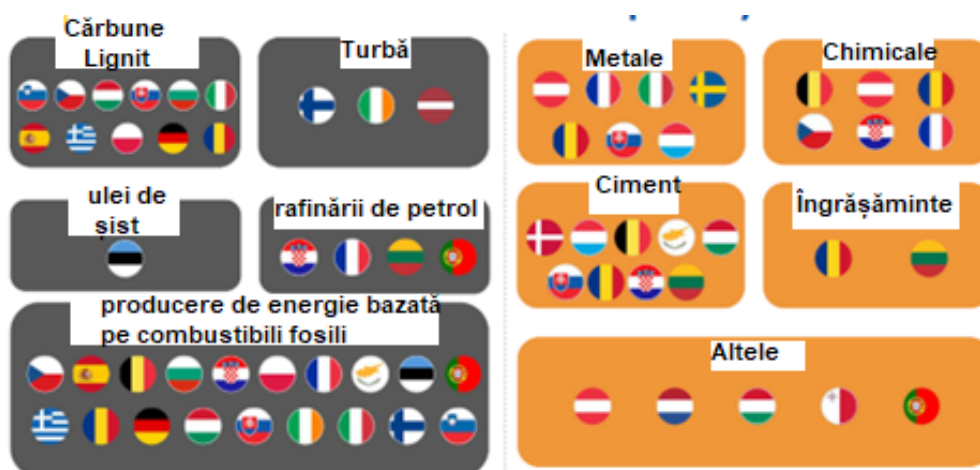 Cărbune
Lignit
Turbă
ulei de
șist
rafinării de petrol
producere de energie bazată
pe combustibili fosili
Metale
Chimicale
Ciment
Îngrășăminte
Altele